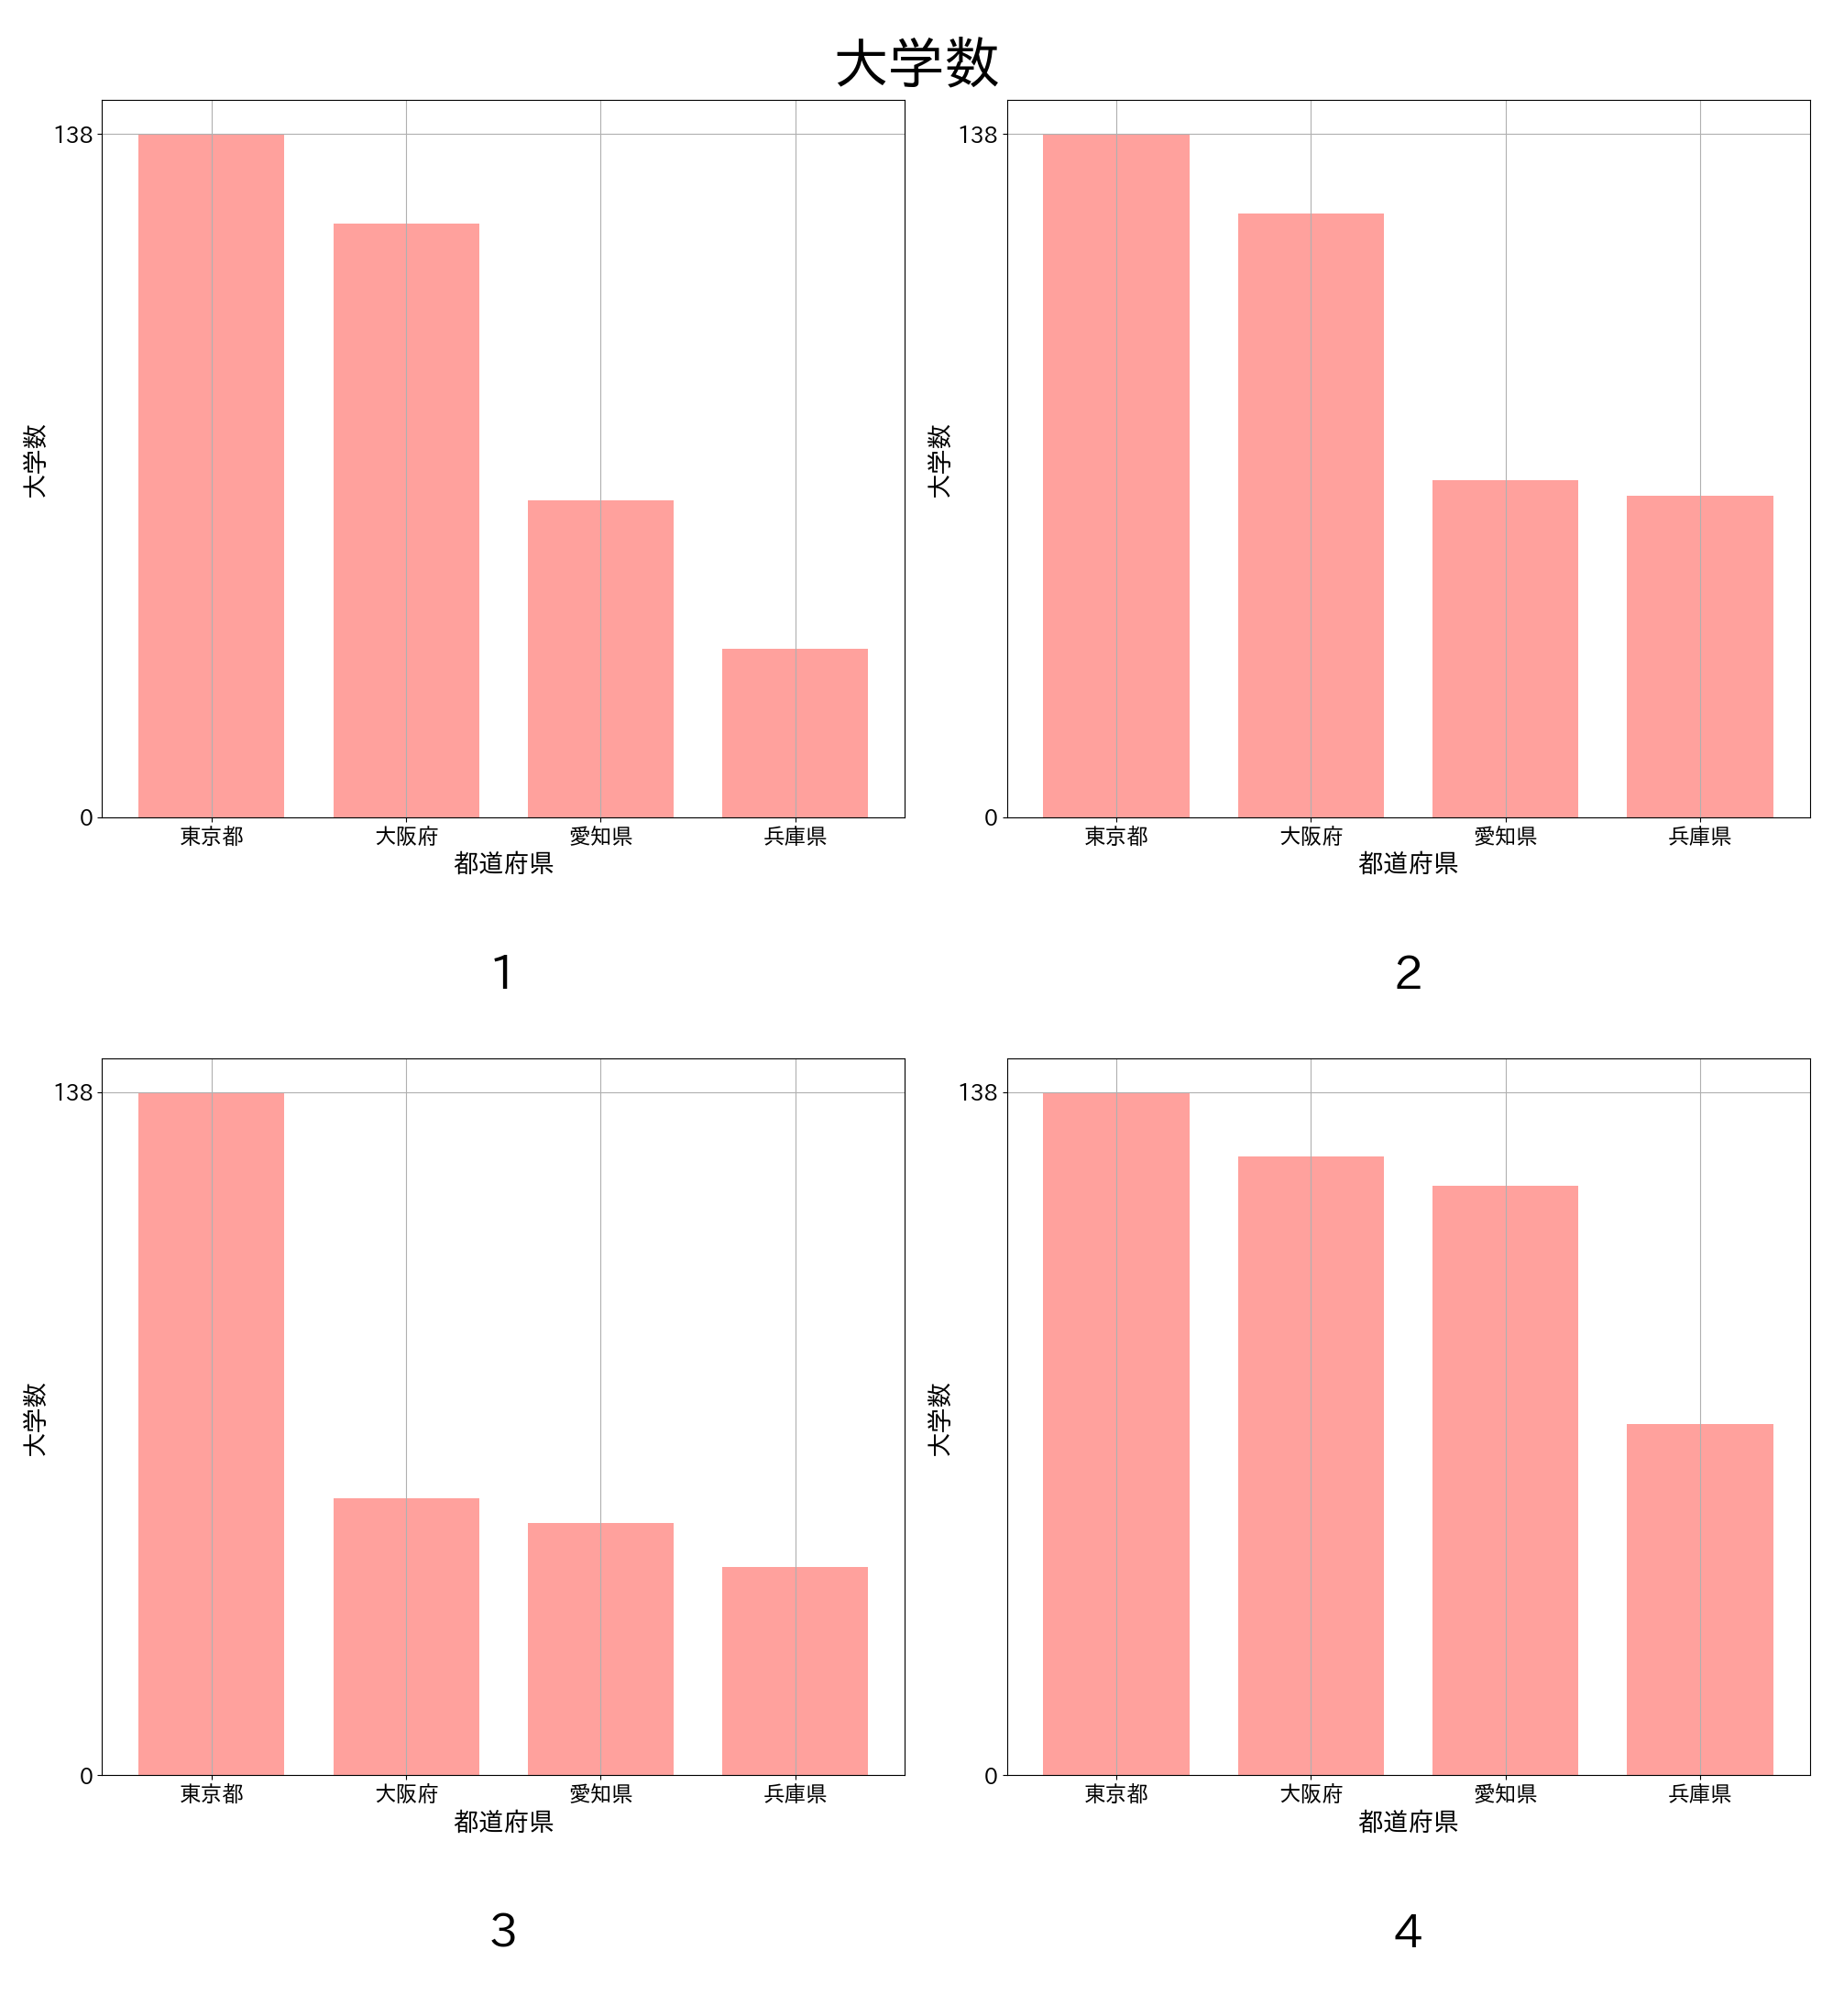 大学数
138
大学数
0
東京都 大阪府 愛知県 兵庫県
都道府県
1
138
大学数
0
東京都 大阪府 愛知県 兵庫県
都道府県
2
138
大学数
0
東京都 大阪府 愛知県 兵庫県
都道府県
3
138
大学数
0
東京都 大阪府 愛知県 兵庫県
都道府県
4